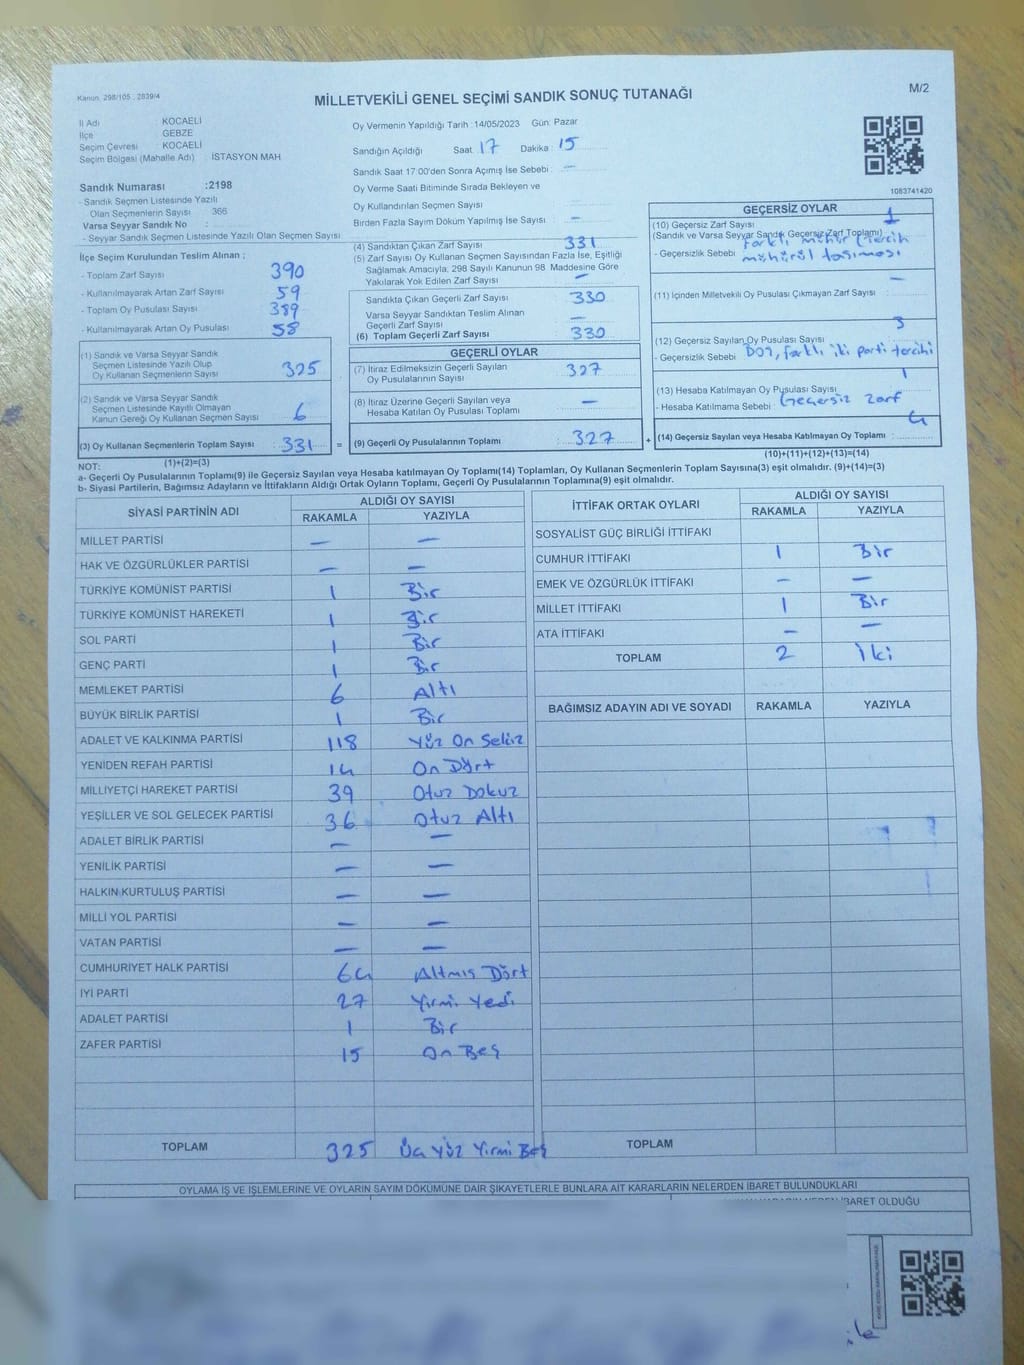 Kanun. 298/105 , 2839/4
MİLLETVEKİLİ GENEL SEÇİMİ SANDIK SONUÇ TUTANAĞI
M/2
İl Adı : KOCAELİ
İlçe : GEBZE
Seçim Çevresi : KOCAELİ
Seçim Bölgesi (Mahalle Adı) : İSTASYON MAH
Sandık Numarası :2198
- Sandık Seçmen Listesinde Yazılı
Olan Seçmenlerin Sayısı 366
Varsa Seyyar Sandık No :
- Seyyar Sandık Seçmen Listesinde Yazılı Olan Seçmen Sayısı :
İlçe Seçim Kurulundan Teslim Alınan ;
- Toplam Zarf Sayısı : 390
- Kullanılmayarak Artan Zarf Sayısı : 59
- Toplam Oy Pusulası Sayısı : 389
- Kullanılmayarak Artan Oy Pusulası : 58
(1) Sandık ve Varsa Seyyar Sandık
Seçmen Listesinde Yazılı Olup
Oy Kullanan Seçmenlerin Sayısı : 325
(2) Sandık ve Varsa Seyyar Sandık
Seçmen Listesinde Kayıtlı Olmayan
Kanun Gereği Oy Kullanan Seçmen Sayısı : 6
(3) Oy Kullanan Seçmenlerin Toplam Sayısı : 331 =
(1)+(2)=(3)
Oy Vermenin Yapıldığı Tarih :14/05/2023 Gün: Pazar
Sandığın Açıldığı Saat : 17 Dakika : 15
Sandık Saat 17:00'den Sonra Açımış İse Sebebi : —
Oy Verme Saati Bitiminde Sırada Bekleyen ve
Oy Kullandırılan Seçmen Sayısı : —
Birden Fazla Sayım Döküm Yapılmış İse Sayısı : —
(4) Sandıktan Çıkan Zarf Sayısı : 331
(5) Zarf Sayısı Oy Kullanan Seçmen Sayısından Fazla İse, Eşitliği
Sağlamak Amacıyla, 298 Sayılı Kanunun 98. Maddesine Göre
Yakılarak Yok Edilen Zarf Sayısı : —
Sandıkta Çıkan Geçerli Zarf Sayısı : 330
Varsa Seyyar Sandıktan Teslim Alınan
Geçerli Zarf Sayısı : —
(6) Toplam Geçerli Zarf Sayısı : 330
GEÇERLİ OYLAR
(7) İtiraz Edilmeksizin Geçerli Sayılan
Oy Pusulalarının Sayısı : 327
(8) İtiraz Üzerine Geçerli Sayılan veya
Hesaba Katılan Oy Pusulası Toplamı : —
(9) Geçerli Oy Pusulalarının Toplamı : 327 +
1083741420
GEÇERSİZ OYLAR
(10) Geçersiz Zarf Sayısı : 1
(Sandık ve Varsa Seyyar Sandık Geçersiz Zarf Toplamı)
- Geçersizlik Sebebi : Farklı mühür (tercih
mühürü taşıması
(11) İçinden Milletvekili Oy Pusulası Çıkmayan Zarf Sayısı : —
(12) Geçersiz Sayılan Oy Pusulası Sayısı : 3
- Geçersizlik Sebebi : Boş, farklı iki parti tercihi
(13) Hesaba Katılmayan Oy Pusulası Sayısı : 1
- Hesaba Katılmama Sebebi : Geçersiz zarf
(14) Geçersiz Sayılan veya Hesaba Katılmayan Oy Toplamı : 4
(10)+(11)+(12)+(13)=(14)
NOT:
a- Geçerli Oy Pusulalarının Toplamı(9) ile Geçersiz Sayılan veya Hesaba katılmayan Oy Toplamı(14) Toplamları, Oy Kullanan Seçmenlerin Toplam Sayısına(3) eşit olmalıdır. (9)+(14)=(3)
b- Siyasi Partilerin, Bağımsız Adayların ve İttifakların Aldığı Ortak Oyların Toplamı, Geçerli Oy Pusulalarının Toplamına(9) eşit olmalıdır.
SİYASİ PARTİNİN ADI ALDIĞI OY SAYISI
RAKAMLA YAZIYLA
MİLLET PARTİSİ — —
HAK VE ÖZGÜRLÜKLER PARTİSİ — —
TÜRKİYE KOMÜNİST PARTİSİ 1 Bir
TÜRKİYE KOMÜNİST HAREKETİ 1 Bir
SOL PARTİ 1 Bir
GENÇ PARTİ 1 Bir
MEMLEKET PARTİSİ 6 Altı
BÜYÜK BİRLİK PARTİSİ 1 Bir
ADALET VE KALKINMA PARTİSİ 118 Yüz On Sekiz
YENİDEN REFAH PARTİSİ 14 On Dört
MİLLİYETÇİ HAREKET PARTİSİ 39 Otuz Dokuz
YEŞİLLER VE SOL GELECEK PARTİSİ 36 Otuz Altı
ADALET BİRLİK PARTİSİ — —
YENİLİK PARTİSİ — —
HALKIN KURTULUŞ PARTİSİ — —
MİLLİ YOL PARTİSİ — —
VATAN PARTİSİ — —
CUMHURİYET HALK PARTİSİ 64 Altmış Dört
İYİ PARTİ 27 Yirmi Yedi
ADALET PARTİSİ 1 Bir
ZAFER PARTİSİ 15 On Beş
TOPLAM 325 Üç Yüz Yirmi Beş
İTTİFAK ORTAK OYLARI ALDIĞI OY SAYISI
RAKAMLA YAZIYLA
SOSYALİST GÜÇ BİRLİĞİ İTTİFAKI
CUMHUR İTTİFAKI 1 Bir
EMEK VE ÖZGÜRLÜK İTTİFAKI — —
MİLLET İTTİFAKI 1 Bir
ATA İTTİFAKI — —
TOPLAM 2 İki
BAĞIMSIZ ADAYIN ADI VE SOYADI RAKAMLA YAZIYLA
TOPLAM
OYLAMA İŞ VE İŞLEMLERİNE VE OYLARIN SAYIM DÖKÜMÜNE DAİR ŞİKAYETLERLE BUNLARA AİT KARARLARIN NELERDEN İBARET BULUNDUKLARI
İBARET OLDUĞU